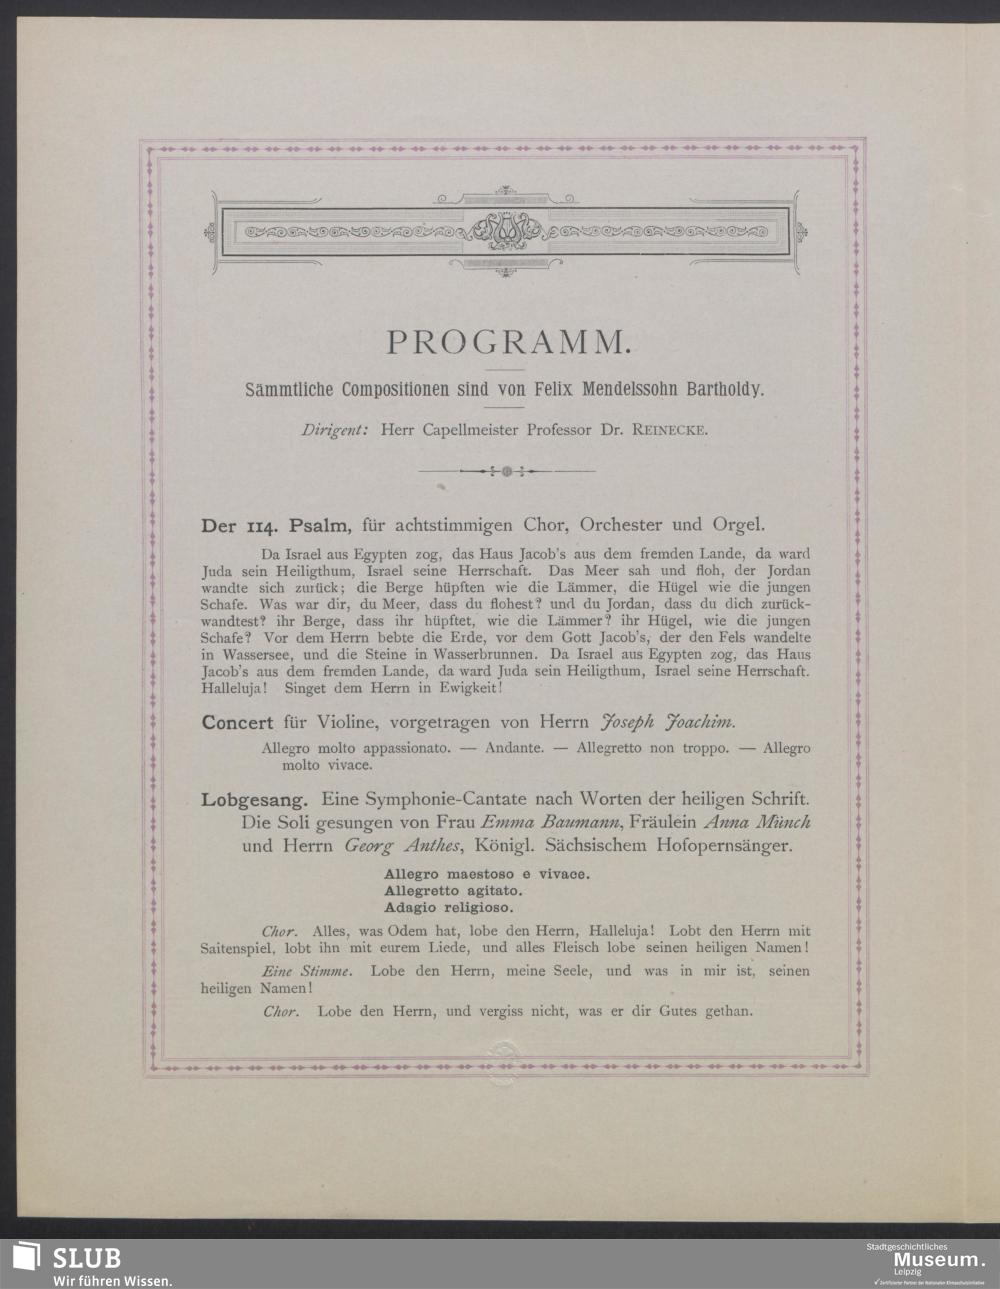 PROGRAMM.
Sämmtliche Compositionen sind von Felix Mendelssohn Bartholdy.
Dirigent: Herr Capellmeister Professor Dr. REINECKE.
Der 114. Psalm, für achtstimmigen Chor, Orchester und Orgel.
Da Israel aus Egypten zog, das Haus Jacob's aus dem fremden Lande, da ward
Juda sein Heiligthum, Israel seine Herrschaft. Das Meer sah und floh, der Jordan
wandte sich zurück; die Berge hüpften wie die Lämmer, die Hügel wie die jungen
Schafe. Was war dir, du Meer, dass du flohest? und du Jordan, dass du dich zurück-
wandtest? ihr Berge, dass ihr hüpftet, wie die Lämmer? ihr Hügel, wie die jungen
Schafe? Vor dem Herrn bebte die Erde, vor dem Gott Jacob's, der den Fels wandelte
in Wassersee, und die Steine in Wasserbrunnen. Da Israel aus Egypten zog, das Haus
Jacob's aus dem fremden Lande, da ward Juda sein Heiligthum, Israel seine Herrschaft.
Halleluja! Singet dem Herrn in Ewigkeit!
Concert für Violine, vorgetragen von Herrn Joseph Joachim.
Allegro molto appassionato. — Andante. — Allegretto non troppo. — Allegro
molto vivace.
Lobgesang. Eine Symphonie-Cantate nach Worten der heiligen Schrift.
Die Soli gesungen von Frau Emma Baumann, Fräulein Anna Münch
und Herrn Georg Anthes, Königl. Sächsischem Hofopernsänger.
Allegro maestoso e vivace.
Allegretto agitato.
Adagio religioso.
Chor. Alles, was Odem hat, lobe den Herrn, Halleluja! Lobt den Herrn mit
Saitenspiel, lobt ihn mit eurem Liede, und alles Fleisch lobe seinen heiligen Namen!
Eine Stimme. Lobe den Herrn, meine Seele, und was in mir ist, seinen
heiligen Namen!
Chor. Lobe den Herrn, und vergiss nicht, was er dir Gutes gethan.
SLUB
Wir führen Wissen.
Stadtgeschichtliches
Museum.
Leipzig
Zertifizierter Partner der Nationalen Klimaschutzinitiative